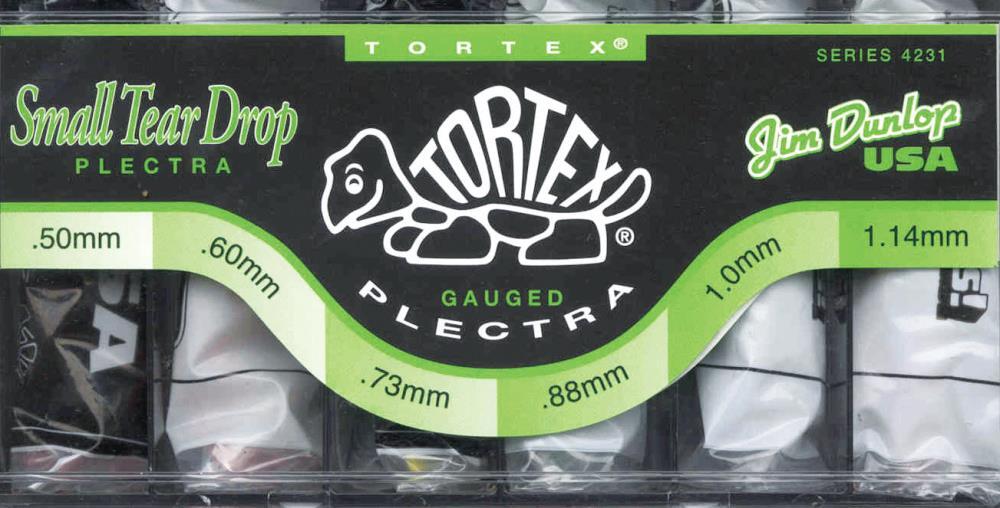 TORTEX®
SERIES 4231
Small Tear Drop
PLECTRA
TORTEX
®
Jim Dunlop
USA
.50mm
.60mm
.73mm
.88mm
1.0mm
1.14mm
GAUGED
PLECTRA
SA
S!